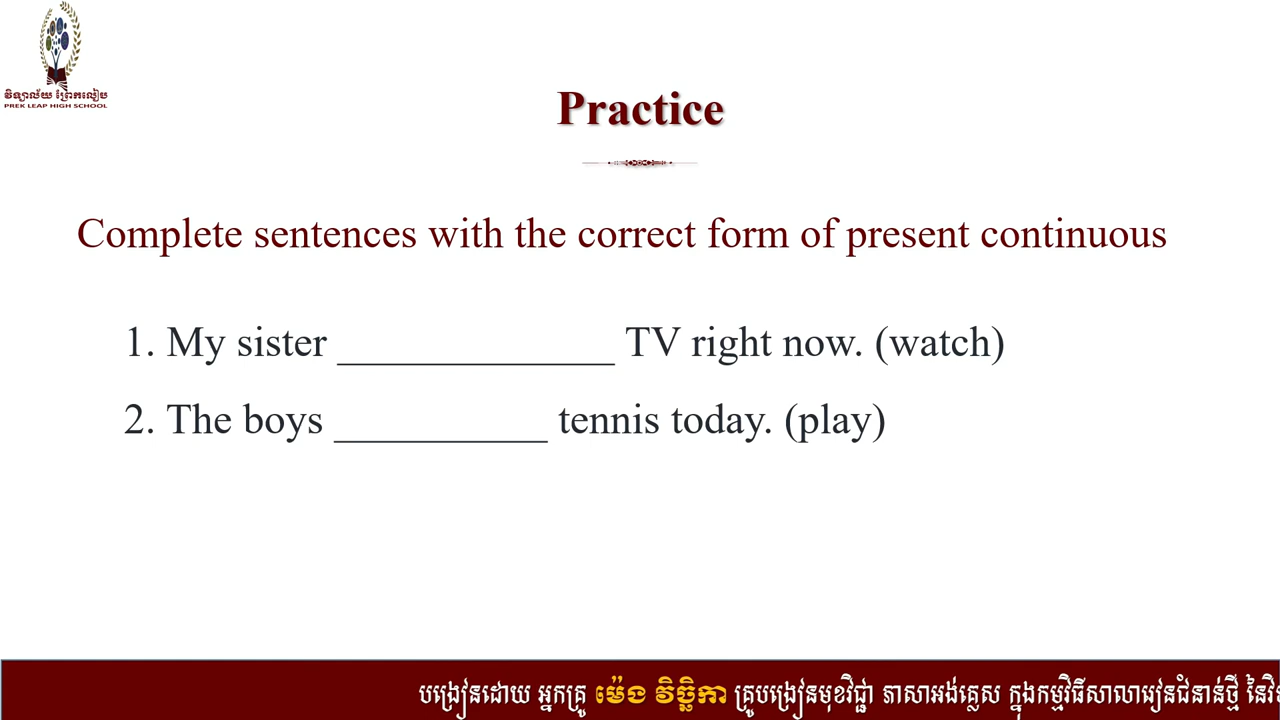 វិទ្យាល័យ ព្រែកលៀប
PREK LEAP HIGH SCHOOL
Practice
Complete sentences with the correct form of present continuous
1. My sister _____________ TV right now. (watch)
2. The boys __________ tennis today. (play)
បង្រៀនដោយ អ្នកគ្រូ ម៉េង វិច្ឆិកា គ្រូបង្រៀនមុខវិជ្ជា ភាសាអង់គ្លេស ក្នុងកម្មវិធីសាលារៀនជំនាន់ថ្មី នៃ